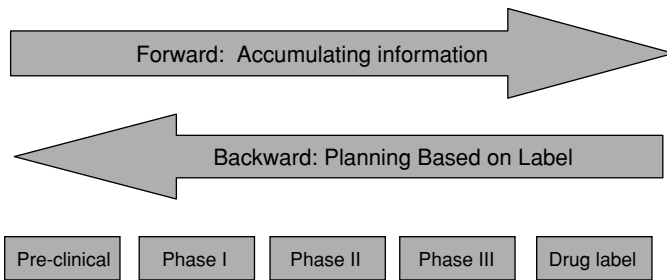 Forward:  Accumulating information
Backward: Planning Based on Label
Pre-clinical
Phase I
Phase II
Phase III
Drug label